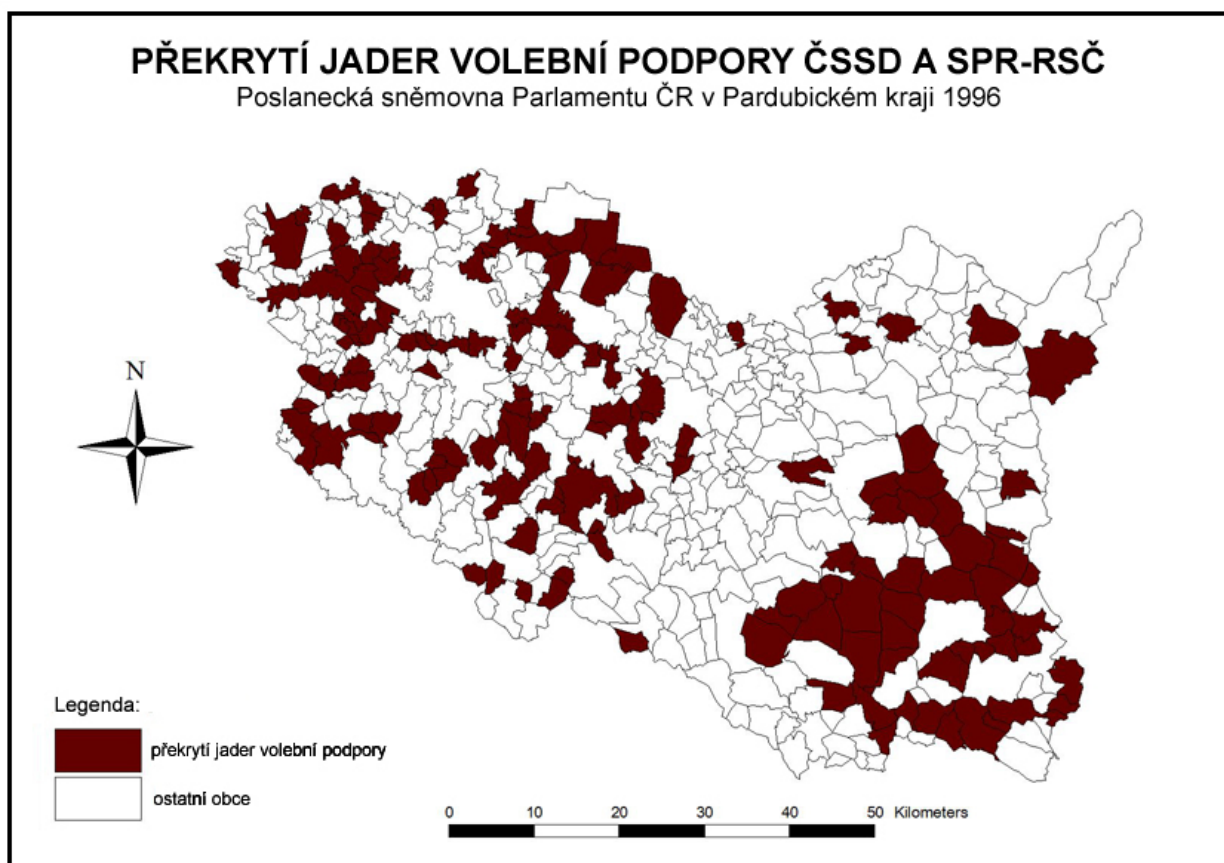 PŘEKRYTÍ JADER VOLEBNÍ PODPORY ČSSD A SPR-RSČ
Poslanecká sněmovna Parlamentu ČR v Pardubickém kraji 1996
N
Legenda:
překrytí jader volební podpory
ostatní obce
0 10 20 30 40 50 Kilometers